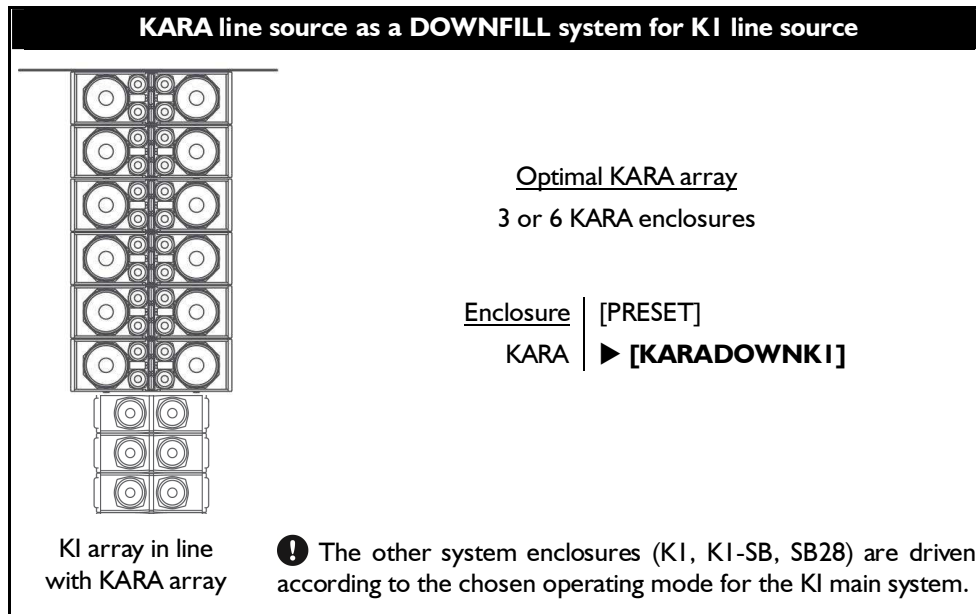 KARA line source as a DOWNFILL system for K1 line source
Optimal KARA array
3 or 6 KARA enclosures
Enclosure | [PRESET]
KARA | ▶ [KARADOWNK1]
K1 array in line
with KARA array
The other system enclosures (K1, K1-SB, SB28) are driven
according to the chosen operating mode for the K1 main system.